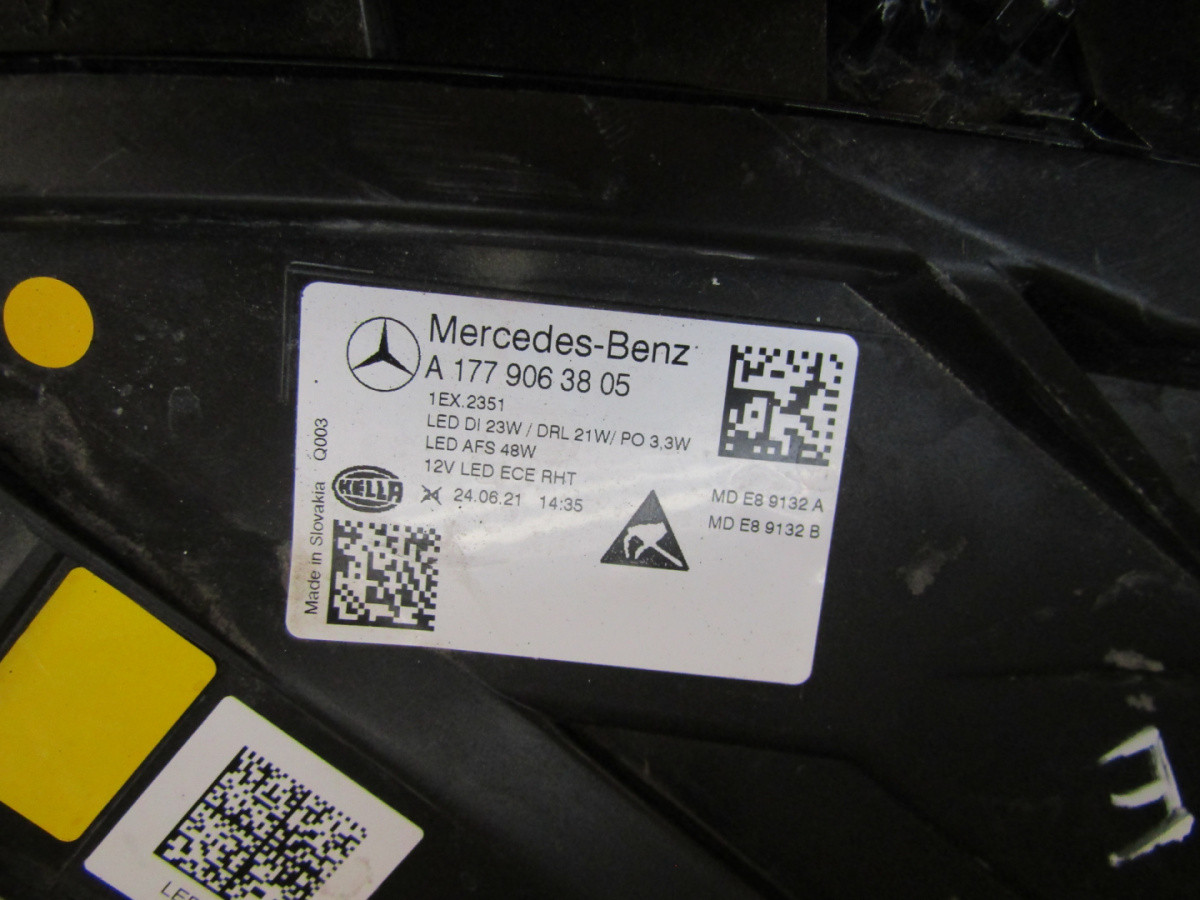 Mercedes-Benz
A 177 906 38 05
1EX.2351
LED DI 23W / DRL 21W/ PO 3,3W
LED AFS 48W
12V LED ECE RHT
HELLA
24 24.06.21 14:35
MD E8 9132 A
MD E8 9132 B
Made in Slovakia Q003
E